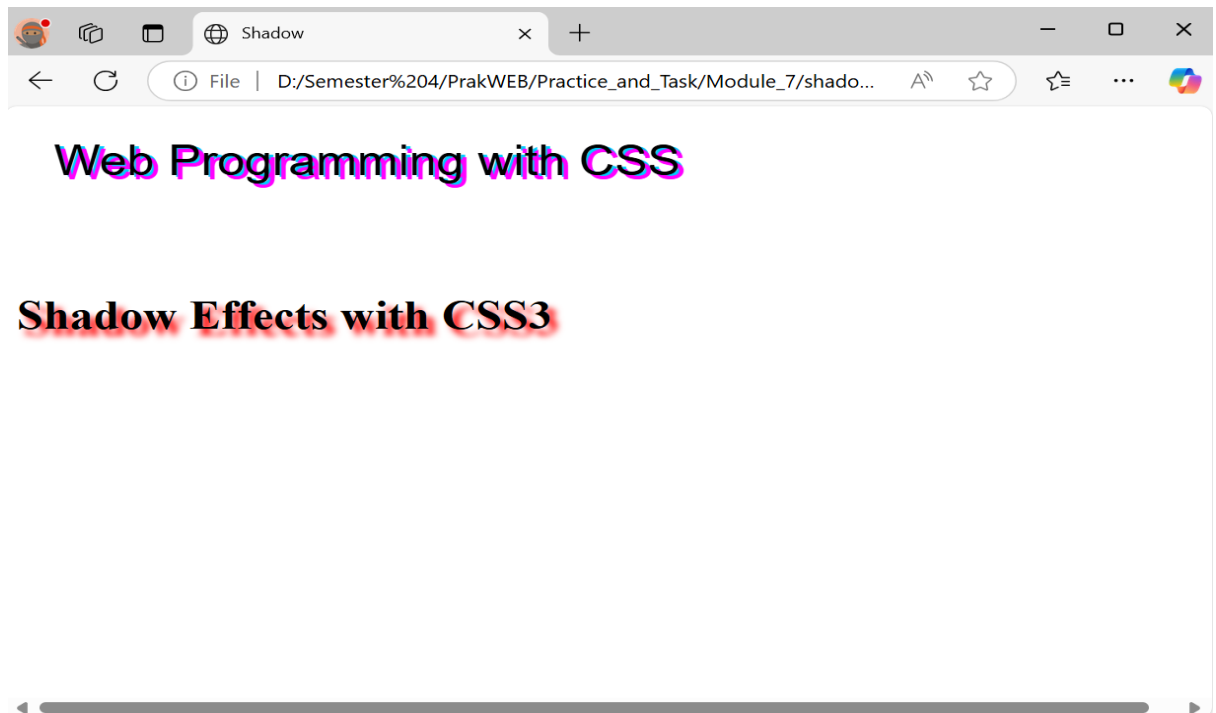 Shadow
File | D:/Semester%204/PrakWEB/Practice_and_Task/Module_7/shado...
Web Programming with CSS
Shadow Effects with CSS3